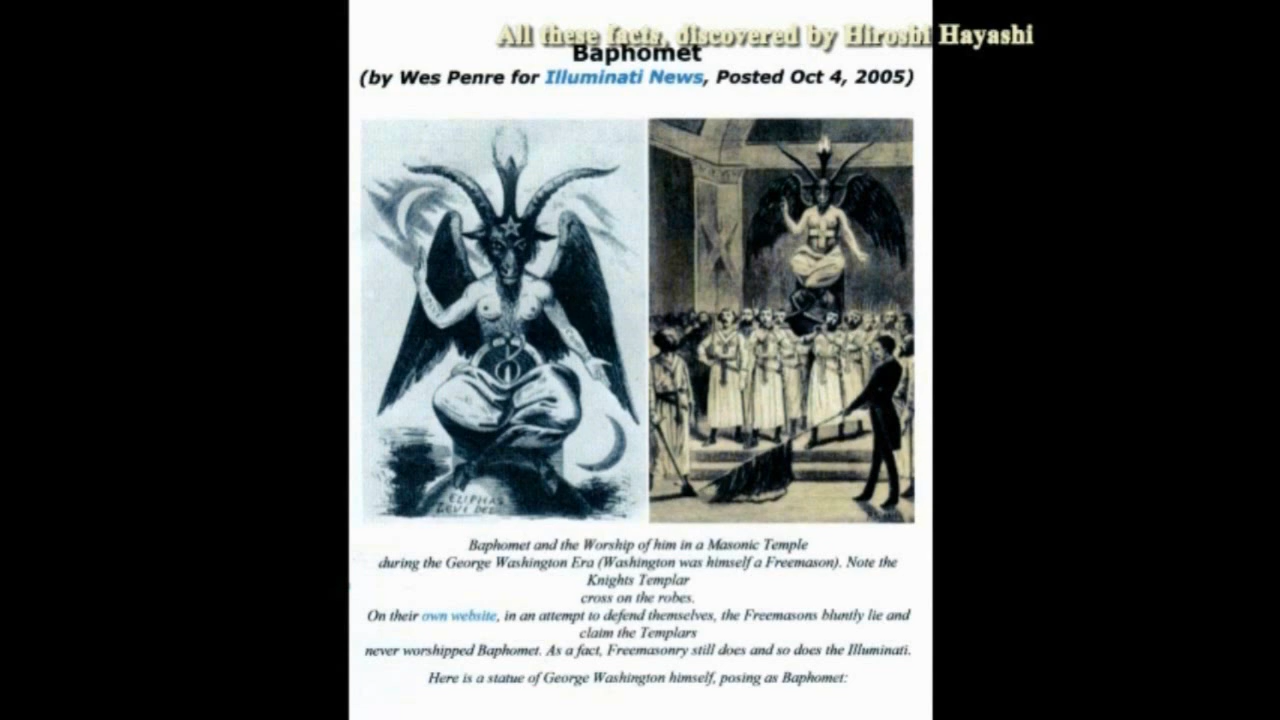 All these facts, discovered by Hiroshi Hayashi
Baphomet
(by Wes Penre for Illuminati News, Posted Oct 4, 2005)
ELIPHAS
LEVI DEL
Baphomet and the Worship of him in a Masonic Temple
during the George Washington Era (Washington was himself a Freemason). Note the
Knights Templar
cross on the robes.
On their own website, in an attempt to defend themselves, the Freemasons bluntly lie and
claim the Templars
never worshipped Baphomet. As a fact, Freemasonry still does and so does the Illuminati.
Here is a statue of George Washington himself, posing as Baphomet: